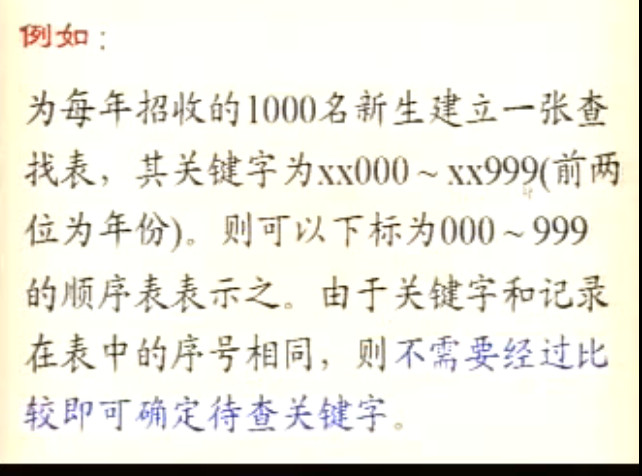 例如：
为每年招收的1000名新生建立一张查
找表，其关键字为xx000～xx999(前两
位为年份)。则可以下标为000～999
的顺序表表示之。由于关键字和记录
在表中的序号相同，则不需要经过比
较即可确定待查关键字。